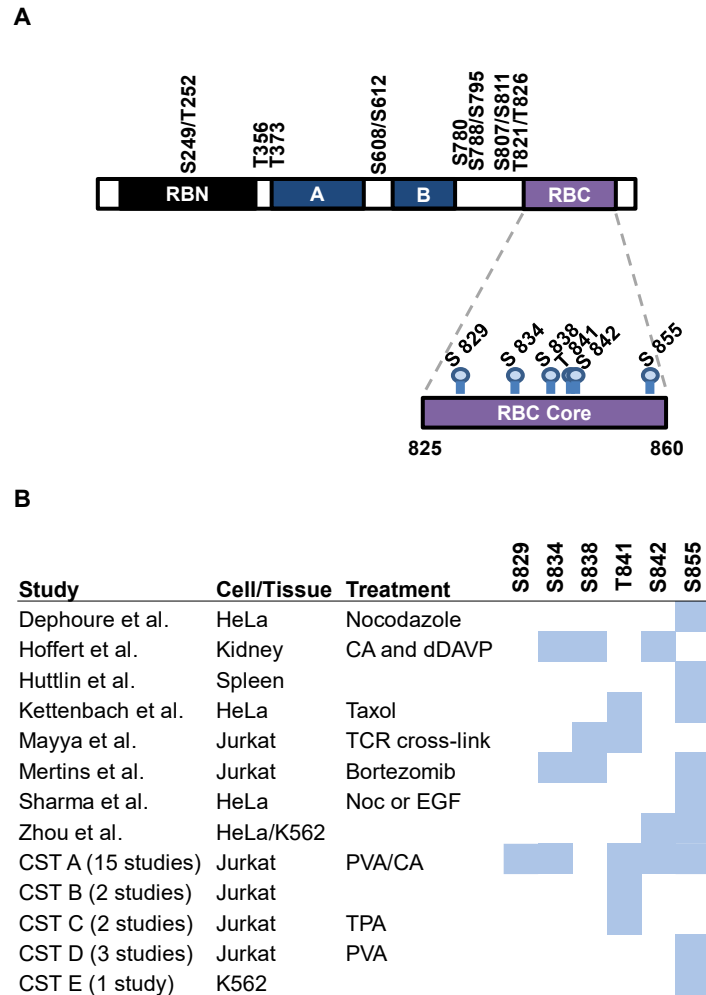 A
S249/T252
T356
T373
S608/S612
S780
S788/S795
S807/S811
T821/T826
RBN
A
B
RBC
S 829
S 834
S 838
T 841
S 842
S 855
RBC Core
825
860
B
Study Cell/Tissue Treatment S829 S834 S838 T841 S842 S855
Dephoure et al. HeLa Nocodazole
Hoffert et al. Kidney CA and dDAVP
Huttlin et al. Spleen
Kettenbach et al. HeLa Taxol
Mayya et al. Jurkat TCR cross-link
Mertins et al. Jurkat Bortezomib
Sharma et al. HeLa Noc or EGF
Zhou et al. HeLa/K562
CST A (15 studies) Jurkat PVA/CA
CST B (2 studies) Jurkat
CST C (2 studies) Jurkat TPA
CST D (3 studies) Jurkat PVA
CST E (1 study) K562